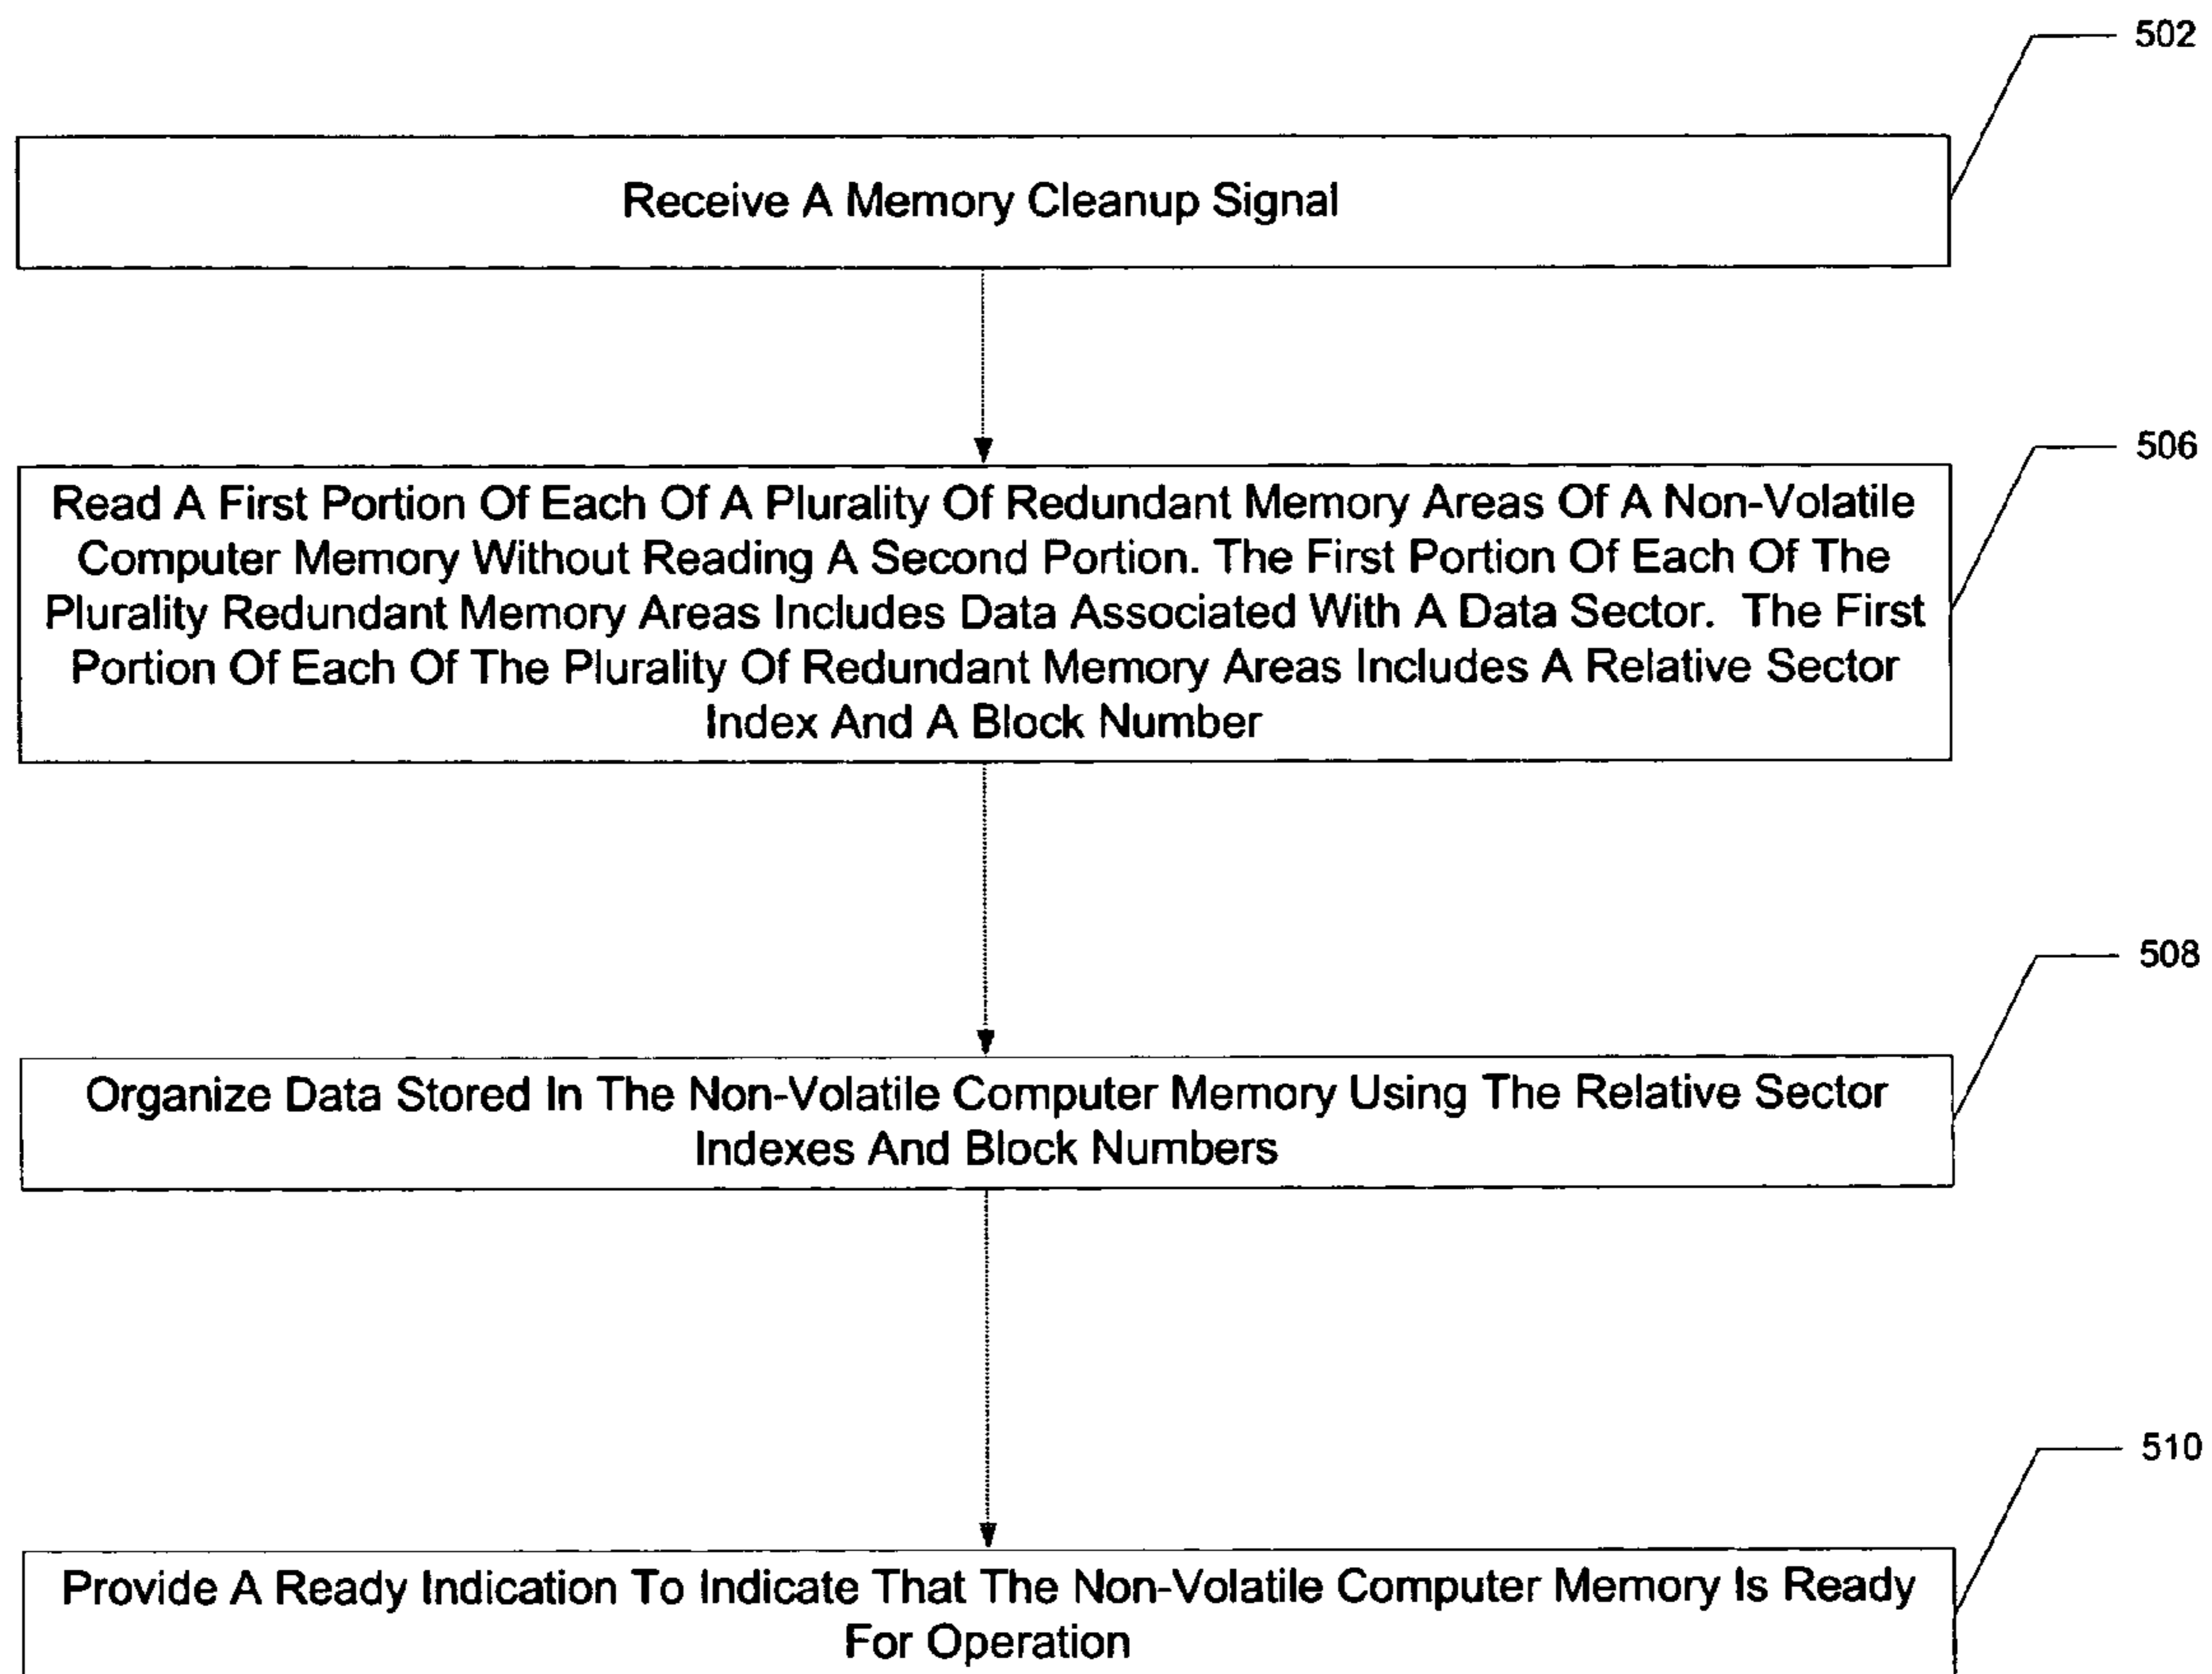 502
Receive A Memory Cleanup Signal
506
Read A First Portion Of Each Of A Plurality Of Redundant Memory Areas Of A Non-Volatile
Computer Memory Without Reading A Second Portion. The First Portion Of Each Of The
Plurality Redundant Memory Areas Includes Data Associated With A Data Sector. The First
Portion Of Each Of The Plurality Of Redundant Memory Areas Includes A Relative Sector
Index And A Block Number
508
Organize Data Stored In The Non-Volatile Computer Memory Using The Relative Sector
Indexes And Block Numbers
510
Provide A Ready Indication To Indicate That The Non-Volatile Computer Memory Is Ready
For Operation